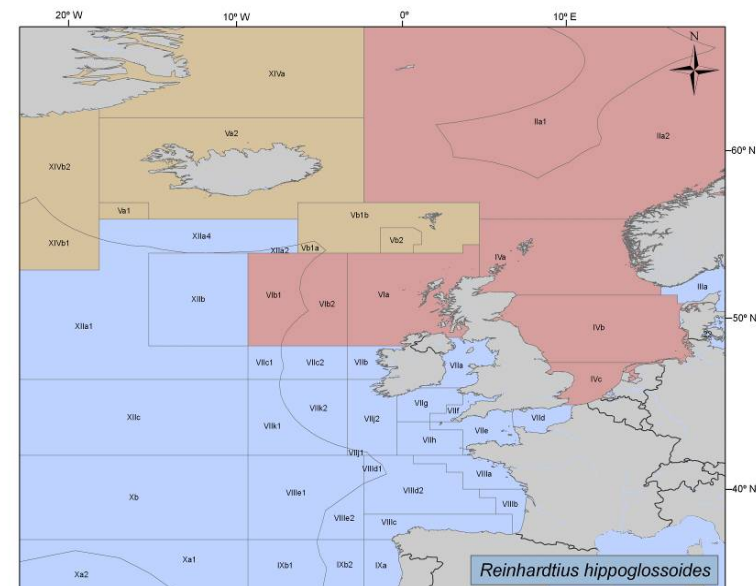 20° W 10° W 0° 10° E
N
XIVa
IIa1
Va2
IIa2
60° N
XIVb2
Va1
Vb1b
XIIa4
Vb2
XIVb1
Vb1a
XIIa2
IVa
IIIa
XIIb
VIb1
VIb2
VIa
50° N
XIIa1
IVb
VIIc1
VIIc2
VIIb
VIIa
IVc
XIIc
VIIk1
VIIk2
VIIj2
VIIg
VIIf
VIIe
VIId
VIIh
VIIj1
VIIId1
VIIIa
40° N
Xb
VIIIe1
VIIId2
VIIIb
VIIIe2
VIIIc
Xa1
Xa2
IXb1
IXb2
IXa
Reinhardtius hippoglossoides